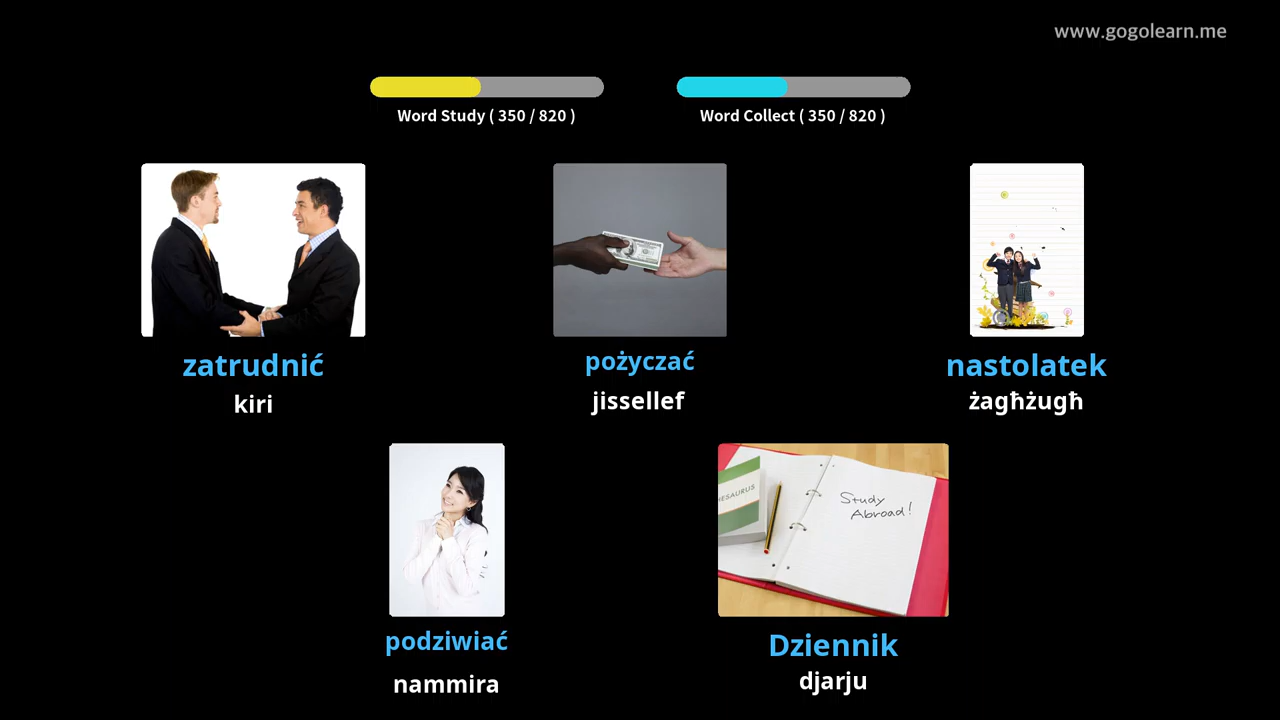 www.gogolearn.me
Word Study ( 350 / 820 )
Word Collect ( 350 / 820 )
zatrudnić
kiri
pożyczać
jissellef
nastolatek
żagħżugħ
HESAURUS
Study
Abroad!
podziwiać
nammira
Dziennik
djarju